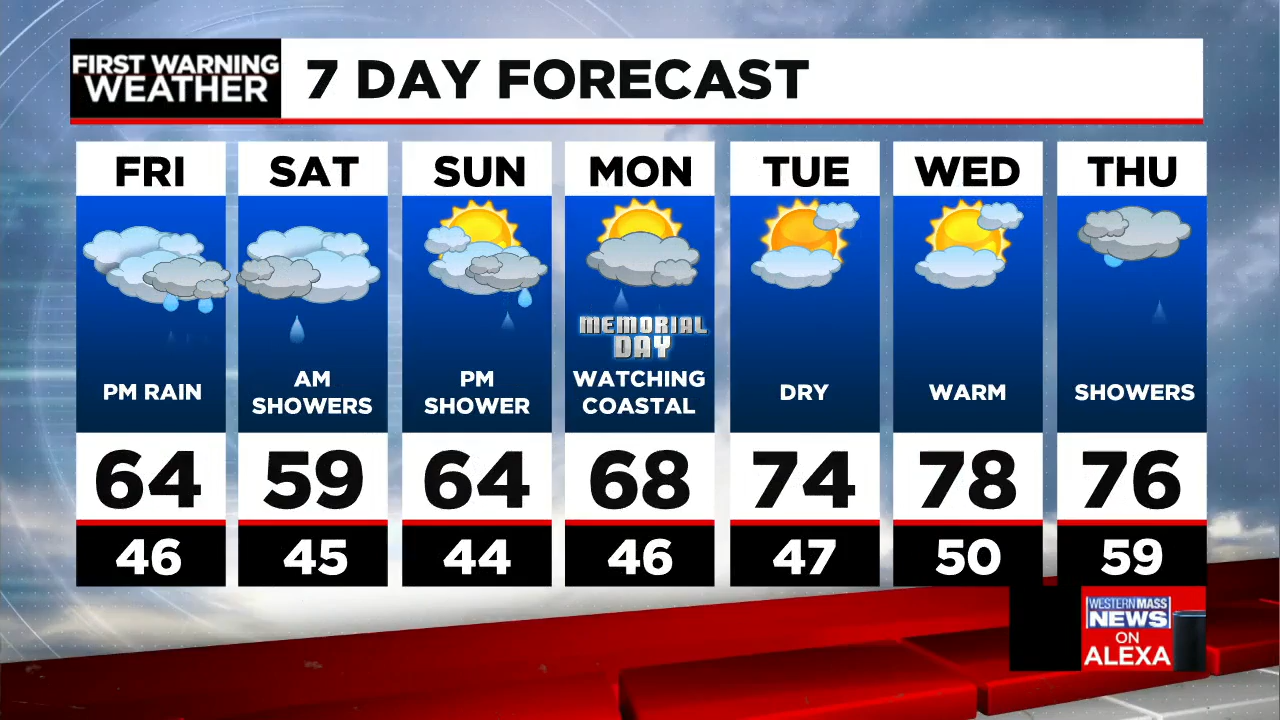 FIRST WARNING
WEATHER
7 DAY FORECAST
FRI
SAT
SUN
MON
TUE
WED
THU
MEMORIAL
DAY
PM RAIN
AM
SHOWERS
PM
SHOWER
WATCHING
COASTAL
DRY
WARM
SHOWERS
64
59
64
68
74
78
76
46
45
44
46
47
50
59
WESTERN MASS
NEWS
ON
ALEXA